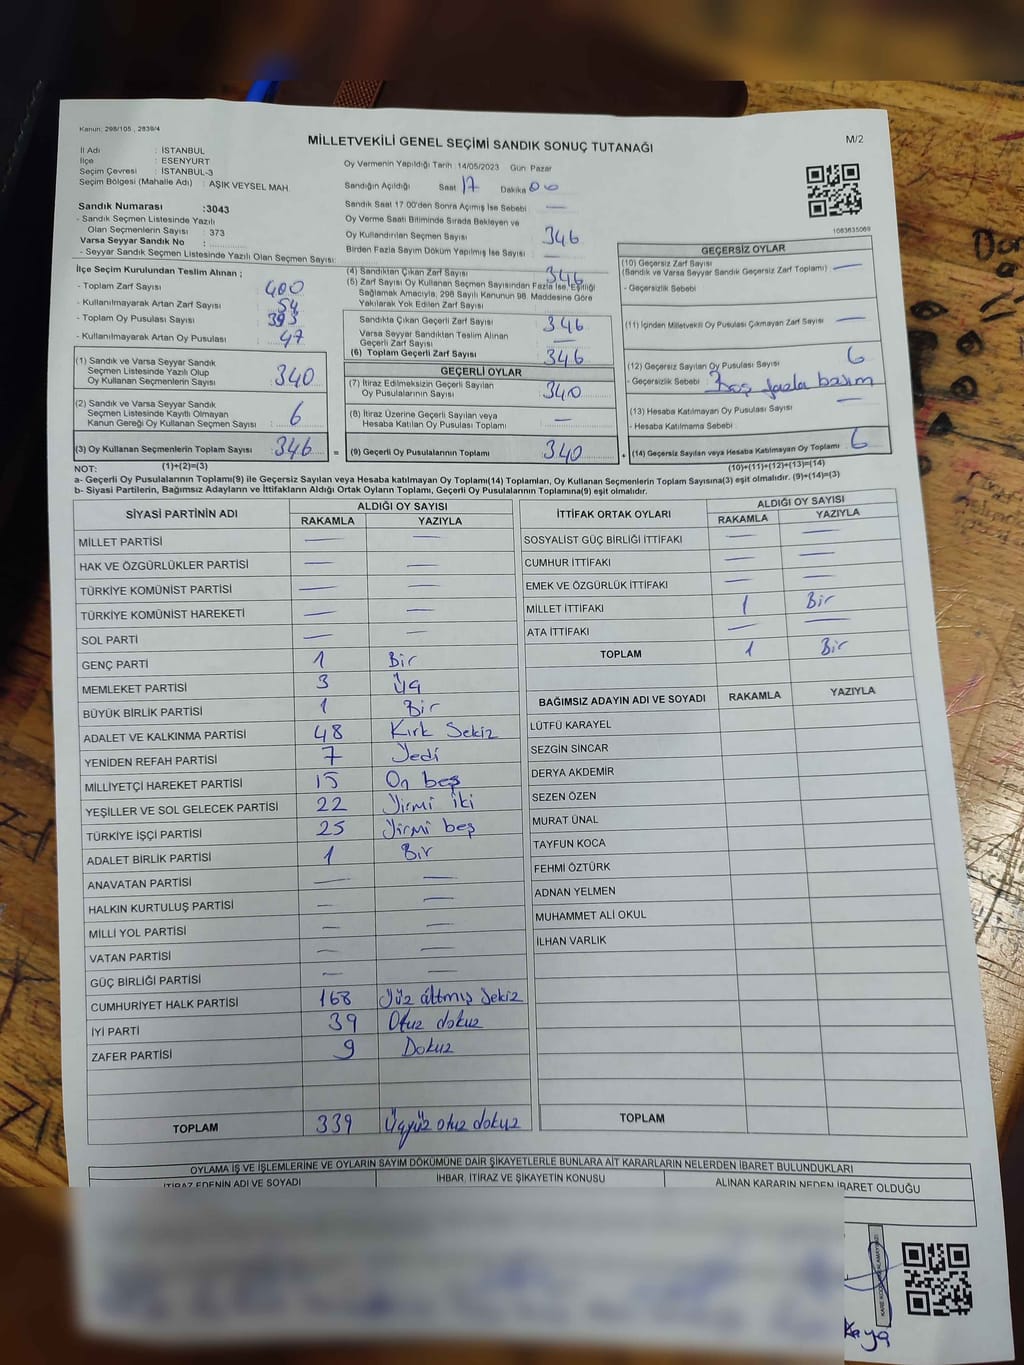 Kanun: 298/105 , 2839/4
MİLLETVEKİLİ GENEL SEÇİMİ SANDIK SONUÇ TUTANAĞI
M/2
İl Adı : İSTANBUL
İlçe : ESENYURT
Seçim Çevresi : İSTANBUL-3
Seçim Bölgesi (Mahalle Adı) : AŞIK VEYSEL MAH.
Sandık Numarası :3043
- Sandık Seçmen Listesinde Yazılı
Olan Seçmenlerin Sayısı : 373
Varsa Seyyar Sandık No :
- Seyyar Sandık Seçmen Listesinde Yazılı Olan Seçmen Sayısı:
Oy Vermenin Yapıldığı Tarih :14/05/2023 Gün: Pazar
Sandığın Açıldığı Saat 17 Dakika 00
Sandık Saat 17:00'den Sonra Açılmış İse Sebebi —
Oy Verme Saati Bitiminde Sırada Bekleyen ve
Oy Kullandırılan Seçmen Sayısı 346
Birden Fazla Sayım Döküm Yapılmış İse Sayısı —
1083635069
İlçe Seçim Kurulundan Teslim Alınan ;
- Toplam Zarf Sayısı : 400
- Kullanılmayarak Artan Zarf Sayısı : 54
- Toplam Oy Pusulası Sayısı : 393
- Kullanılmayarak Artan Oy Pusulası : 47
(1) Sandık ve Varsa Seyyar Sandık
Seçmen Listesinde Yazılı Olup
Oy Kullanan Seçmenlerin Sayısı : 340
(2) Sandık ve Varsa Seyyar Sandık
Seçmen Listesinde Kayıtlı Olmayan
Kanun Gereği Oy Kullanan Seçmen Sayısı : 6
(3) Oy Kullanan Seçmenlerin Toplam Sayısı : 346 =
(1)+(2)=(3)
(4) Sandıktan Çıkan Zarf Sayısı 346
(5) Zarf Sayısı Oy Kullanan Seçmen Sayısından Fazla İse, Eşitliği
Sağlamak Amacıyla, 298 Sayılı Kanunun 98. Maddesine Göre
Yakılarak Yok Edilen Zarf Sayısı
Sandıkta Çıkan Geçerli Zarf Sayısı : 346
Varsa Seyyar Sandıktan Teslim Alınan
Geçerli Zarf Sayısı : —
(6) Toplam Geçerli Zarf Sayısı : 346
GEÇERLİ OYLAR
(7) İtiraz Edilmeksizin Geçerli Sayılan
Oy Pusulalarının Sayısı : 340
(8) İtiraz Üzerine Geçerli Sayılan veya
Hesaba Katılan Oy Pusulası Toplamı : —
(9) Geçerli Oy Pusulalarının Toplamı : 340 +
GEÇERSİZ OYLAR
(10) Geçersiz Zarf Sayısı —
(Sandık ve Varsa Seyyar Sandık Geçersiz Zarf Toplamı)
- Geçersizlik Sebebi :
(11) İçinden Milletvekili Oy Pusulası Çıkmayan Zarf Sayısı : —
(12) Geçersiz Sayılan Oy Pusulası Sayısı : 6
- Geçersizlik Sebebi : Boş fazla basım
(13) Hesaba Katılmayan Oy Pusulası Sayısı : —
- Hesaba Katılmama Sebebi :
(14) Geçersiz Sayılan veya Hesaba Katılmayan Oy Toplamı : 6
(10)+(11)+(12)+(13)=(14)
NOT:
a- Geçerli Oy Pusulalarının Toplamı(9) ile Geçersiz Sayılan veya Hesaba katılmayan Oy Toplamı(14) Toplamları, Oy Kullanan Seçmenlerin Toplam Sayısına(3) eşit olmalıdır. (9)+(14)=(3)
b- Siyasi Partilerin, Bağımsız Adayların ve İttifakların Aldığı Ortak Oyların Toplamı, Geçerli Oy Pusulalarının Toplamına(9) eşit olmalıdır.
SİYASİ PARTİNİN ADI ALDIĞI OY SAYISI
RAKAMLA YAZIYLA
MİLLET PARTİSİ — —
HAK VE ÖZGÜRLÜKLER PARTİSİ — —
TÜRKİYE KOMÜNİST PARTİSİ — —
TÜRKİYE KOMÜNİST HAREKETİ — —
SOL PARTİ — —
GENÇ PARTİ 1 Bir
MEMLEKET PARTİSİ 3 Üç
BÜYÜK BİRLİK PARTİSİ 1 Bir
ADALET VE KALKINMA PARTİSİ 48 Kırk Sekiz
YENİDEN REFAH PARTİSİ 7 Yedi
MİLLİYETÇİ HAREKET PARTİSİ 15 On beş
YEŞİLLER VE SOL GELECEK PARTİSİ 22 Yirmi iki
TÜRKİYE İŞÇİ PARTİSİ 25 Yirmi beş
ADALET BİRLİK PARTİSİ 1 Bir
ANAVATAN PARTİSİ — —
HALKIN KURTULUŞ PARTİSİ — —
MİLLİ YOL PARTİSİ — —
VATAN PARTİSİ — —
GÜÇ BİRLİĞİ PARTİSİ — —
CUMHURİYET HALK PARTİSİ 168 Yüz altmış Sekiz
İYİ PARTİ 39 Otuz dokuz
ZAFER PARTİSİ 9 Dokuz
TOPLAM 339 Üçyüz otuz dokuz
İTTİFAK ORTAK OYLARI ALDIĞI OY SAYISI
RAKAMLA YAZIYLA
SOSYALİST GÜÇ BİRLİĞİ İTTİFAKI — —
CUMHUR İTTİFAKI — —
EMEK VE ÖZGÜRLÜK İTTİFAKI — —
MİLLET İTTİFAKI 1 Bir
ATA İTTİFAKI — —
TOPLAM 1 Bir
BAĞIMSIZ ADAYIN ADI VE SOYADI RAKAMLA YAZIYLA
LÜTFÜ KARAYEL
SEZGİN SİNCAR
DERYA AKDEMİR
SEZEN ÖZEN
MURAT ÜNAL
TAYFUN KOCA
FEHMİ ÖZTÜRK
ADNAN YELMEN
MUHAMMET ALİ OKUL
İLHAN VARLIK
TOPLAM
OYLAMA İŞ VE İŞLEMLERİNE VE OYLARIN SAYIM DÖKÜMÜNE DAİR ŞİKAYETLERLE BUNLARA AİT KARARLARIN NELERDEN İBARET BULUNDUKLARI
İTİRAZ EDENİN ADI VE SOYADI İHBAR, İTİRAZ VE ŞİKAYETİN KONUSU ALINAN KARARIN NEDEN İBARET OLDUĞU
Kaya